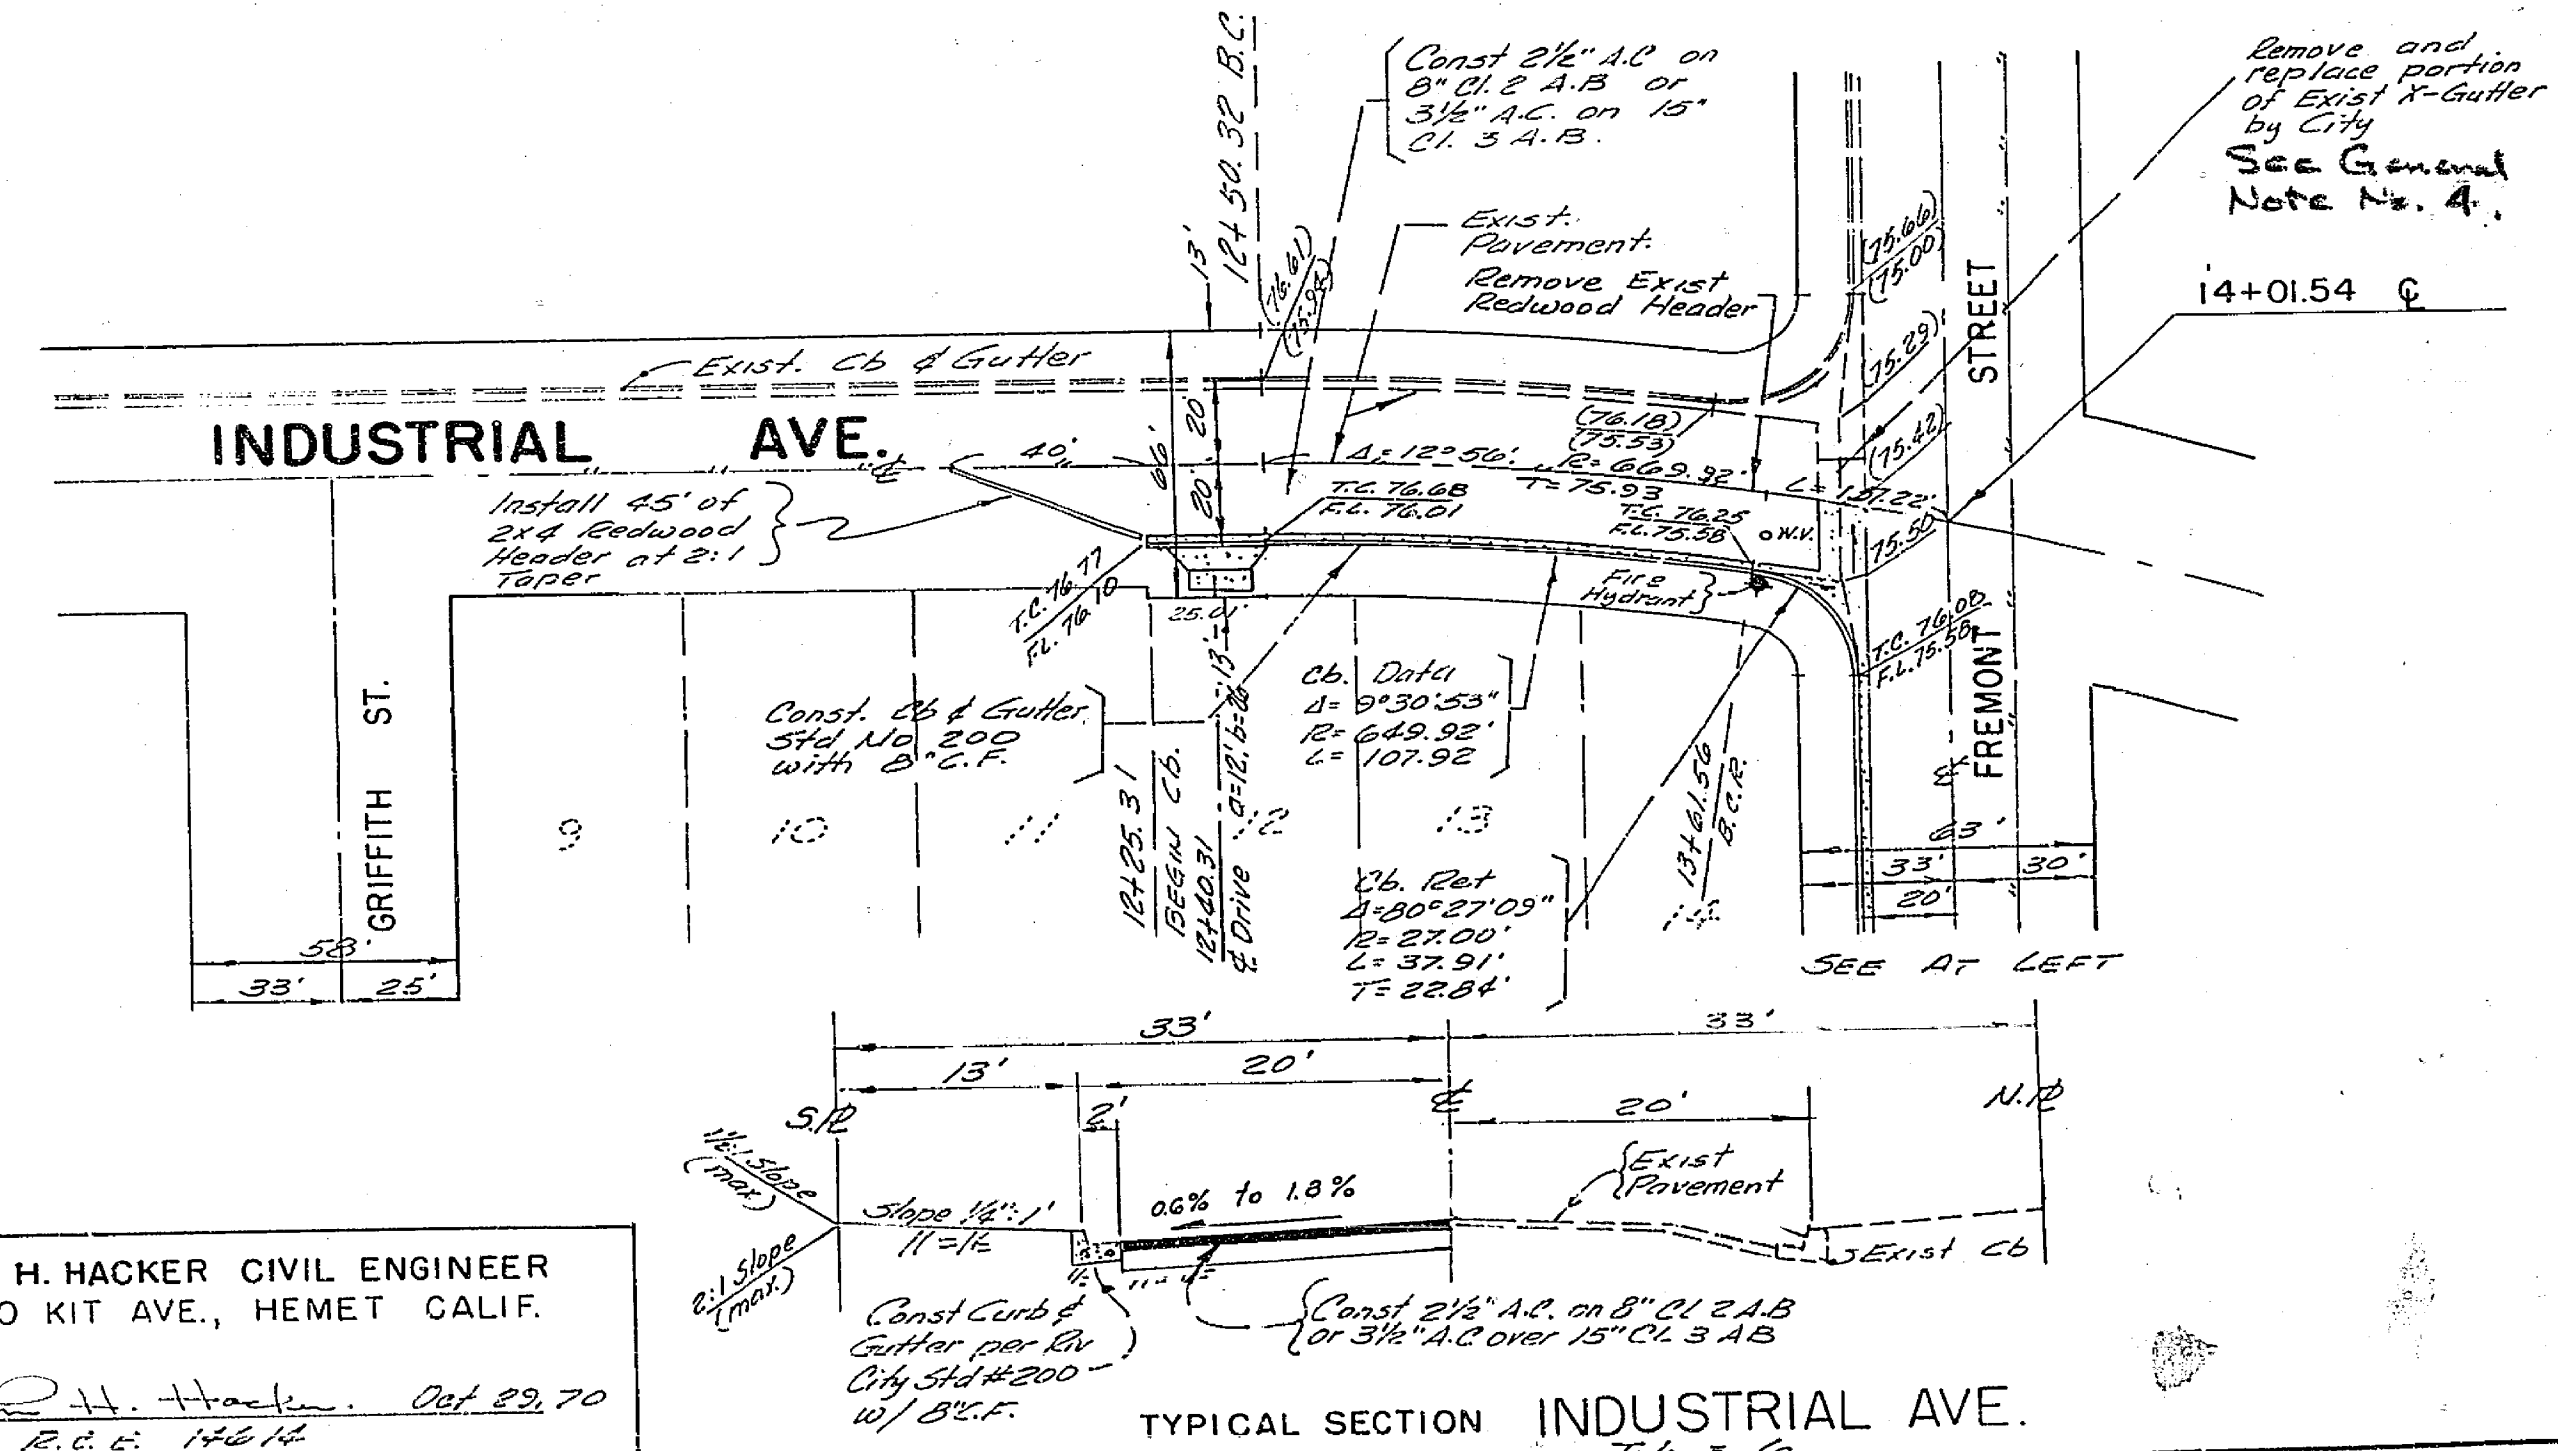 12+50.32 B.C.
Const 2½" A.C on
8" Cl. 2 A.B or
3½" A.C. on 15"
Cl. 3 A.B.
Remove and
replace portion
of Exist X-Gutter
by City
See General
Note No. 4.
14+01.54 ℄
Exist.
Pavement.
Remove Exist
Redwood Header
13'
(76.61)
(75.66)
(75.00)
(75.29)
(75.42)
STREET
Exist. Cb & Gutter
INDUSTRIAL AVE.
℄
40'
66'
20'
20'
(76.18)
(75.53)
Δ=12°56' R=669.92'
T=75.93 L=151.22'
T.C. 76.68
F.L. 76.01
T.C. 76.25
F.L. 75.58
W.V.
75.50
Install 45' of
2x4 Redwood
Header at 2:1
Taper
T.C. 76.77
F.L. 76.10
25.01'
13'
Fire
Hydrant
T.C. 76.08
F.L. 75.58
FREMONT
℄
GRIFFITH ST.
Const. Cb & Gutter
Std No 200
with 8" C.F.
Cb. Data
Δ= 9°30'53"
R= 649.92'
L= 107.92
12+25.31
BEGIN Cb.
12+40.31
℄ Drive a=12', b=26
13+61.56
B.C.R.
9
10
11
12
13
14
Cb. Ret
Δ=80°27'09"
R= 27.00'
L= 37.91'
T= 22.84'
63'
33' 30'
20'
SEE AT LEFT
58'
33' 25'
33' 33'
13' 20'
2' 20'
S.℞ ℄ N.℞
1½:1 Slope
(max.)
2:1 Slope
(max.)
Slope ¼":1'
0.6% to 1.8%
Exist
Pavement
Exist Cb
Const Curb &
Gutter per Riv
City Std #200
w/ 8" C.F.
Const 2½" A.C. on 8" CL 2 A.B
or 3½" A.C over 15" CL. 3 AB
TYPICAL SECTION INDUSTRIAL AVE.
H. HACKER CIVIL ENGINEER
KIT AVE., HEMET CALIF.
H. Hacker. Oct 29, 70
R.C.E. 14614